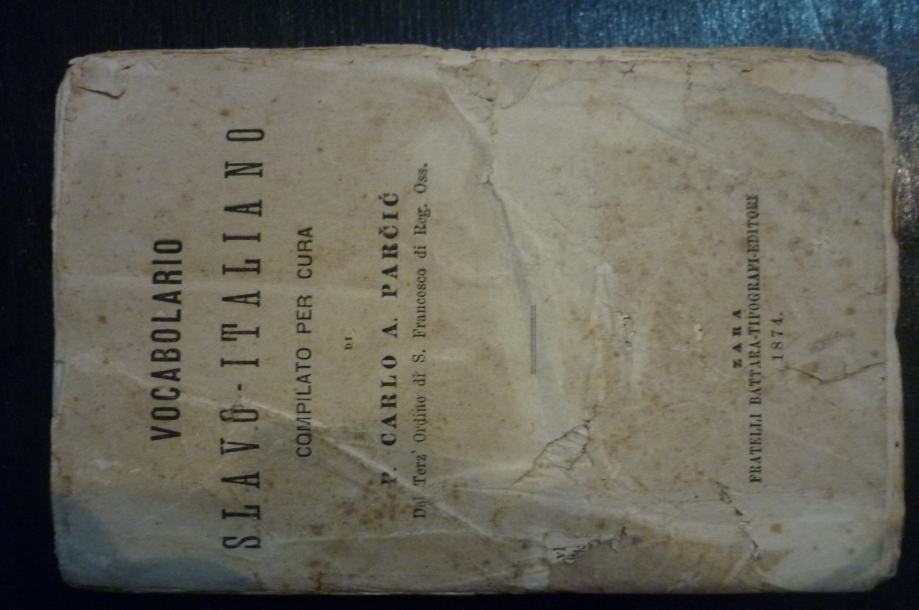 VOCABOLARIO
SLAVO-ITALIANO
COMPILATO PER CURA
DI
P. CARLO A. PARČIĆ
Del Terz' Ordine di S. Francesco di Reg. Oss.
ZARA
FRATELLI BATTARA-TIPOGRAFI-EDITORI
1874.